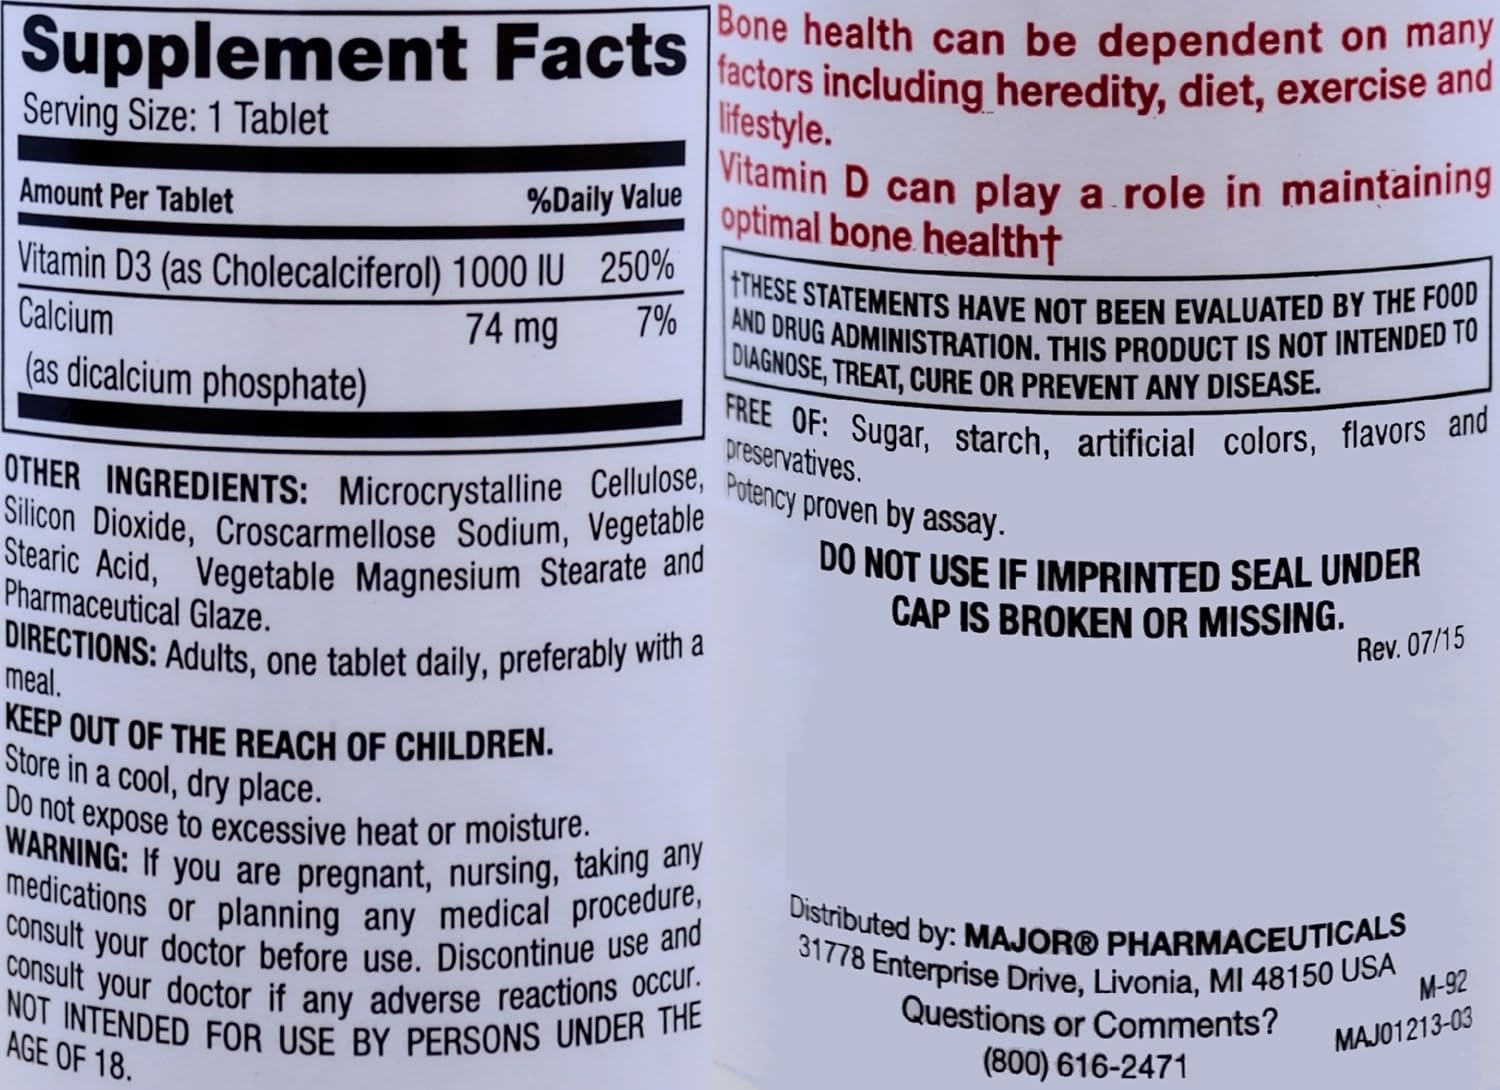 Supplement Facts
Serving Size: 1 Tablet
Amount Per Tablet %Daily Value
Vitamin D3 (as Cholecalciferol) 1000 IU 250%
Calcium 74 mg 7%
(as dicalcium phosphate)
OTHER INGREDIENTS: Microcrystalline Cellulose,
Silicon Dioxide, Croscarmellose Sodium, Vegetable
Stearic Acid, Vegetable Magnesium Stearate and
Pharmaceutical Glaze.
DIRECTIONS: Adults, one tablet daily, preferably with a
meal.
KEEP OUT OF THE REACH OF CHILDREN.
Store in a cool, dry place.
Do not expose to excessive heat or moisture.
WARNING: If you are pregnant, nursing, taking any
medications or planning any medical procedure,
consult your doctor before use. Discontinue use and
consult your doctor if any adverse reactions occur.
NOT INTENDED FOR USE BY PERSONS UNDER THE
AGE OF 18.
Bone health can be dependent on many
factors including heredity, diet, exercise and
lifestyle.
Vitamin D can play a role in maintaining
optimal bone health†
†THESE STATEMENTS HAVE NOT BEEN EVALUATED BY THE FOOD
AND DRUG ADMINISTRATION. THIS PRODUCT IS NOT INTENDED TO
DIAGNOSE, TREAT, CURE OR PREVENT ANY DISEASE.
FREE OF: Sugar, starch, artificial colors, flavors and
preservatives.
Potency proven by assay.
DO NOT USE IF IMPRINTED SEAL UNDER
CAP IS BROKEN OR MISSING.
Rev. 07/15
Distributed by: MAJOR® PHARMACEUTICALS
31778 Enterprise Drive, Livonia, MI 48150 USA
M-92
Questions or Comments?
MAJ01213-03
(800) 616-2471